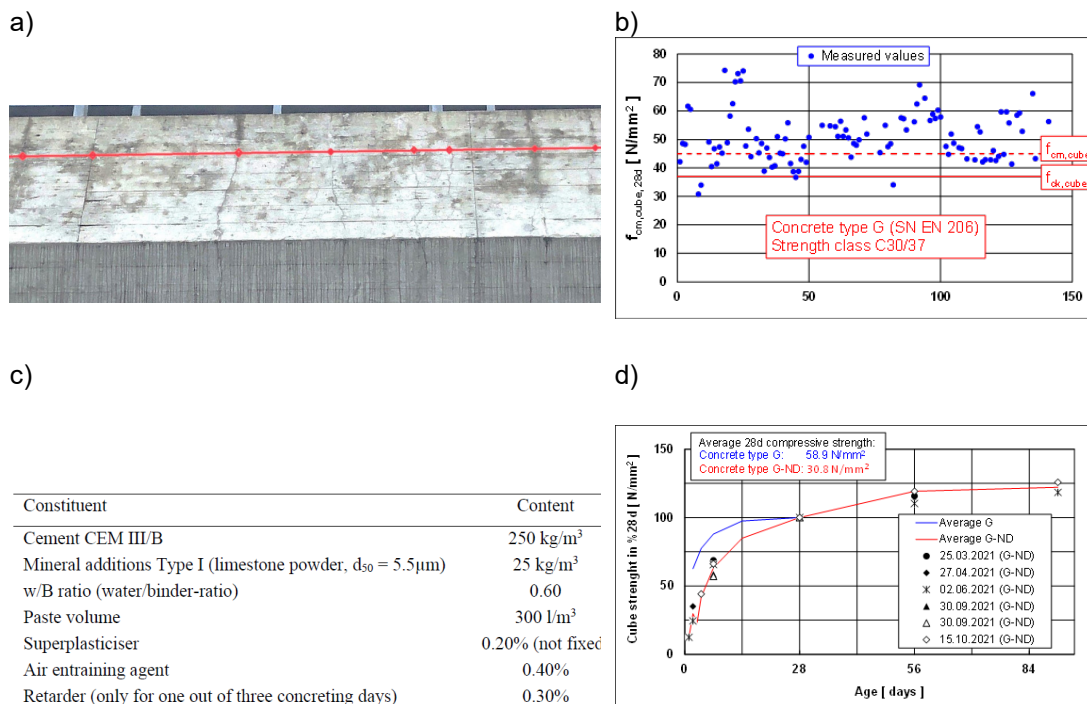 a)
b)
80
70
60
50
40
30
20
10
0
0
50
100
150
f_cm,cube,28d [ N/mm² ]
Measured values
f_cm,cube
f_ck,cube
Concrete type G (SN EN 206)
Strength class C30/37
c)
Constituent Content
Cement CEM III/B 250 kg/m³
Mineral additions Type I (limestone powder, d₅₀ = 5.5µm) 25 kg/m³
w/B ratio (water/binder-ratio) 0.60
Paste volume 300 l/m³
Superplasticiser 0.20% (not fixed
Air entraining agent 0.40%
Retarder (only for one out of three concreting days) 0.30%
d)
150
100
50
0
0
28
56
84
Cube strenght in %28d [ N/mm² ]
Age [ days ]
Average 28d compressive strength:
Concrete type G: 58.9 N/mm²
Concrete type G-ND: 30.8 N/mm²
Average G
Average G-ND
25.03.2021 (G-ND)
27.04.2021 (G-ND)
02.06.2021 (G-ND)
30.09.2021 (G-ND)
30.09.2021 (G-ND)
15.10.2021 (G-ND)